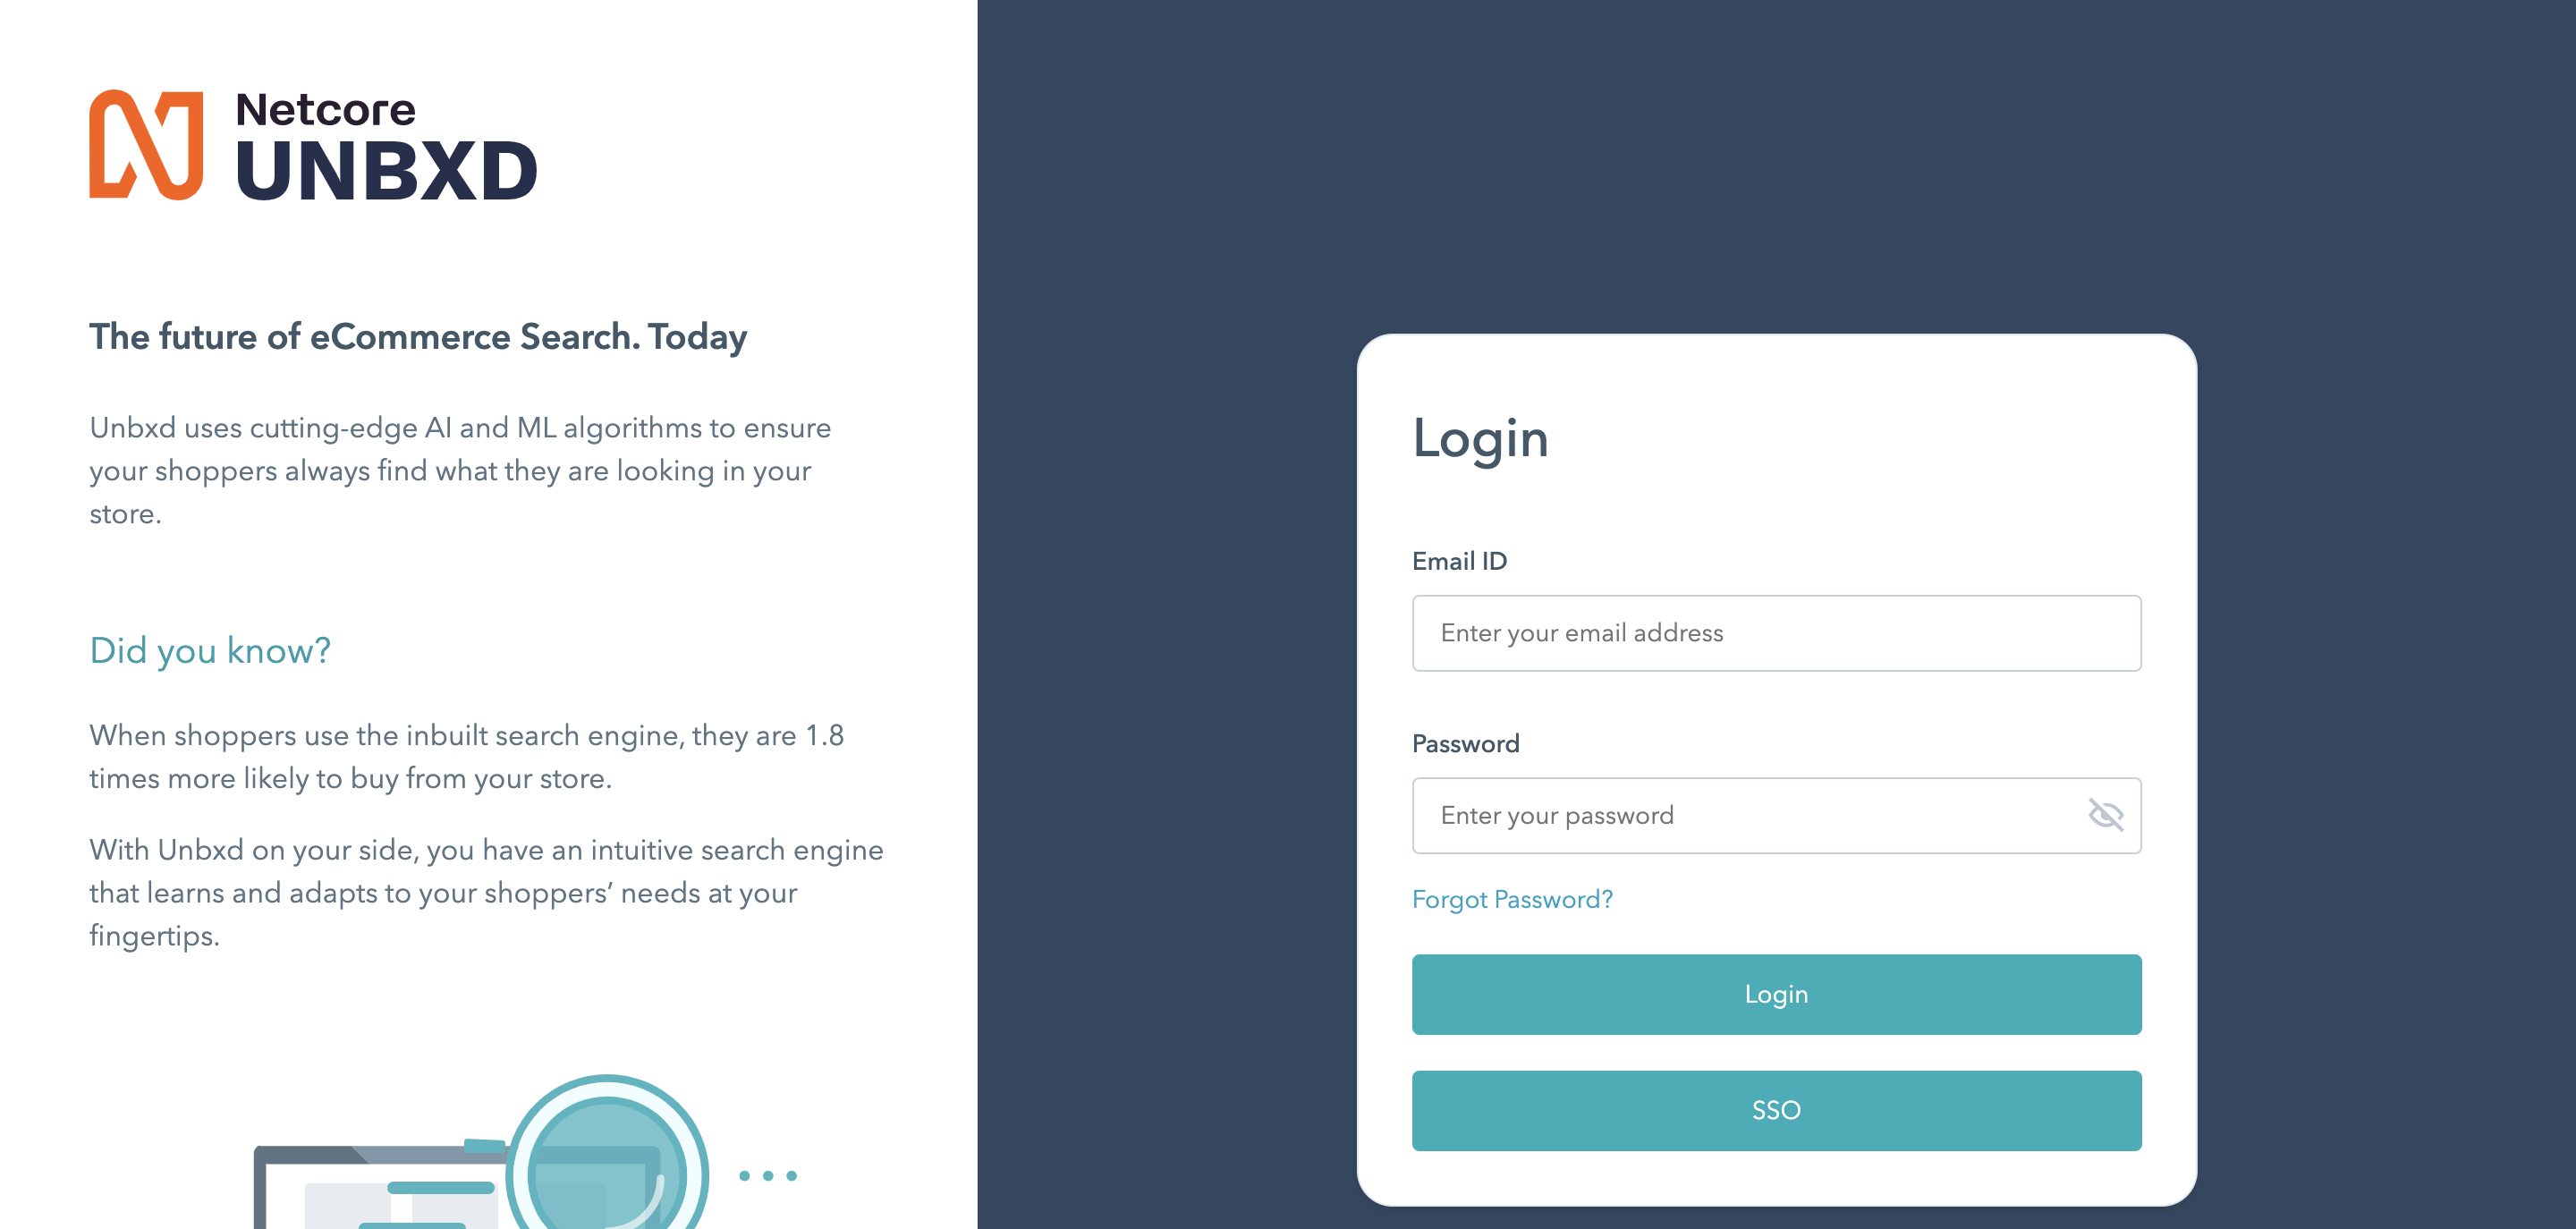 Netcore
UNBXD
The future of eCommerce Search. Today
Unbxd uses cutting-edge AI and ML algorithms to ensure
your shoppers always find what they are looking in your
store.
Did you know?
When shoppers use the inbuilt search engine, they are 1.8
times more likely to buy from your store.
With Unbxd on your side, you have an intuitive search engine
that learns and adapts to your shoppers’ needs at your
fingertips.
Login
Email ID
Enter your email address
Password
Enter your password
Forgot Password?
Login
SSO